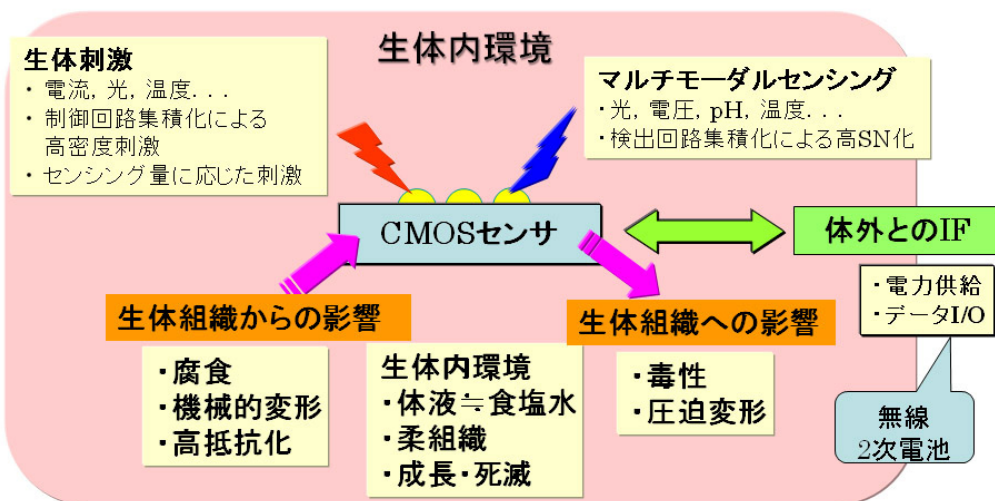 生体内環境
生体刺激
・ 電流, 光, 温度. . .
・ 制御回路集積化による
高密度刺激
・ センシング量に応じた刺激
マルチモーダルセンシング
・光, 電圧, pH, 温度. . .
・検出回路集積化による高SN化
CMOSセンサ
体外とのIF
・電力供給
・データI/O
無線
2次電池
生体組織からの影響
・腐食
・機械的変形
・高抵抗化
生体内環境
・体液≒食塩水
・柔組織
・成長・死滅
生体組織への影響
・毒性
・圧迫変形